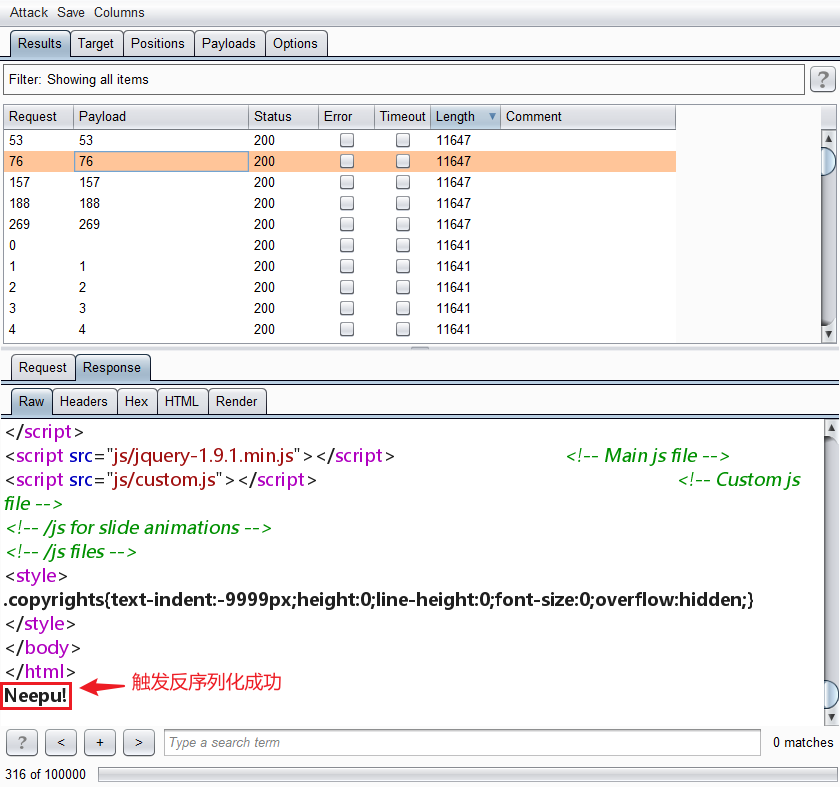 Attack Save Columns
Results Target Positions Payloads Options
Filter: Showing all items ?
Request Payload Status Error Timeout Length Comment
53 53 200 11647
76 76 200 11647
157 157 200 11647
188 188 200 11647
269 269 200 11647
0 200 11641
1 1 200 11641
2 2 200 11641
3 3 200 11641
4 4 200 11641
Request Response
Raw Headers Hex HTML Render
</script>
<script src="js/jquery-1.9.1.min.js"></script> <!-- Main js file -->
<script src="js/custom.js"></script> <!-- Custom js
file -->
<!-- /js for slide animations -->
<!-- /js files -->
<style>
.copyrights{text-indent:-9999px;height:0;line-height:0;font-size:0;overflow:hidden;}
</style>
</body>
</html>
触发反序列化成功
Neepu!
? < + > Type a search term 0 matches
316 of 100000